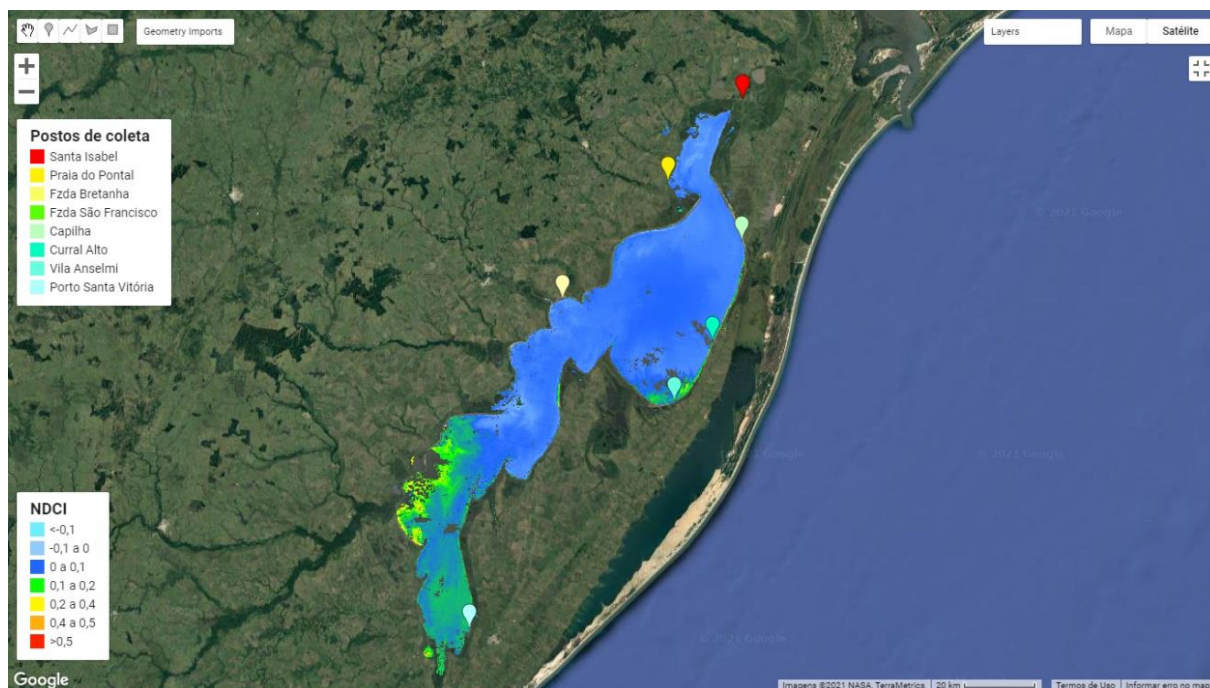 Geometry Imports
Layers
Mapa
Satélite
Postos de coleta
Santa Isabel
Praia do Pontal
Fzda Bretanha
Fzda São Francisco
Capilha
Curral Alto
Vila Anselmi
Porto Santa Vitória
© 2021 Google
© 2021 Google
© 2021 Google
NDCI
<-0,1
-0,1 a 0
0 a 0,1
0,1 a 0,2
0,2 a 0,4
0,4 a 0,5
>0,5
© 2021 Google
Google
Imagens ©2021 NASA, TerraMetrics
20 km
Termos de Uso
Informar erro no mapa